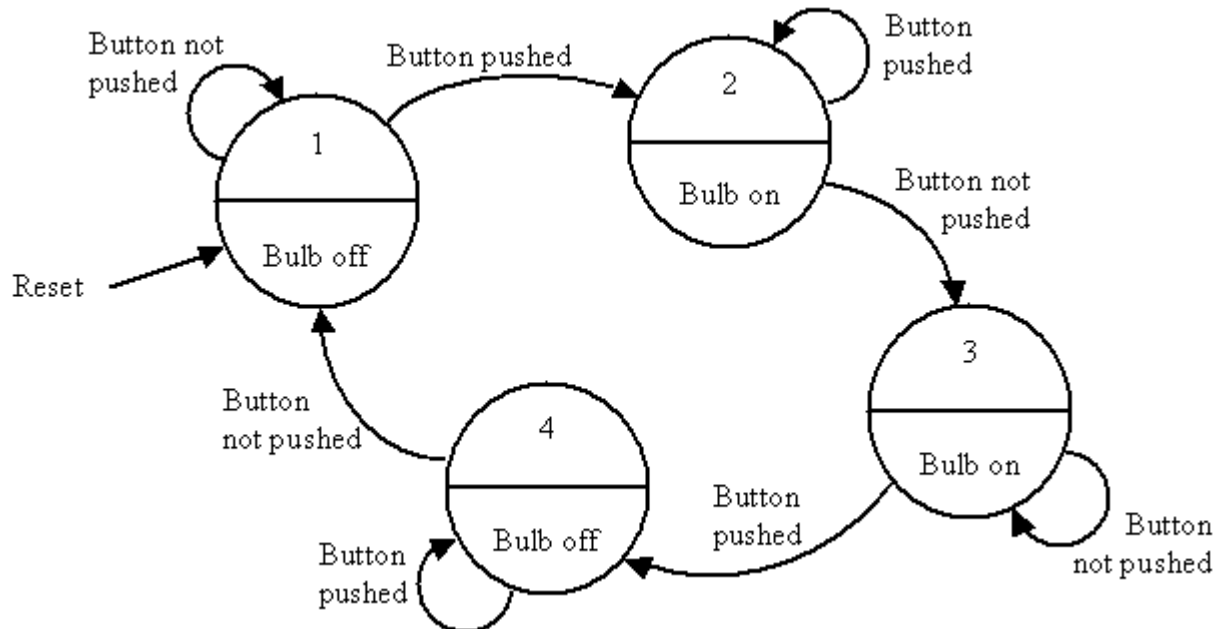 Button not
pushed
Button pushed
Button
pushed
1
2
Bulb off
Bulb on
Button not
pushed
Reset
3
Bulb on
Button
not pushed
4
Bulb off
Button
pushed
Button
pushed
Button
not pushed